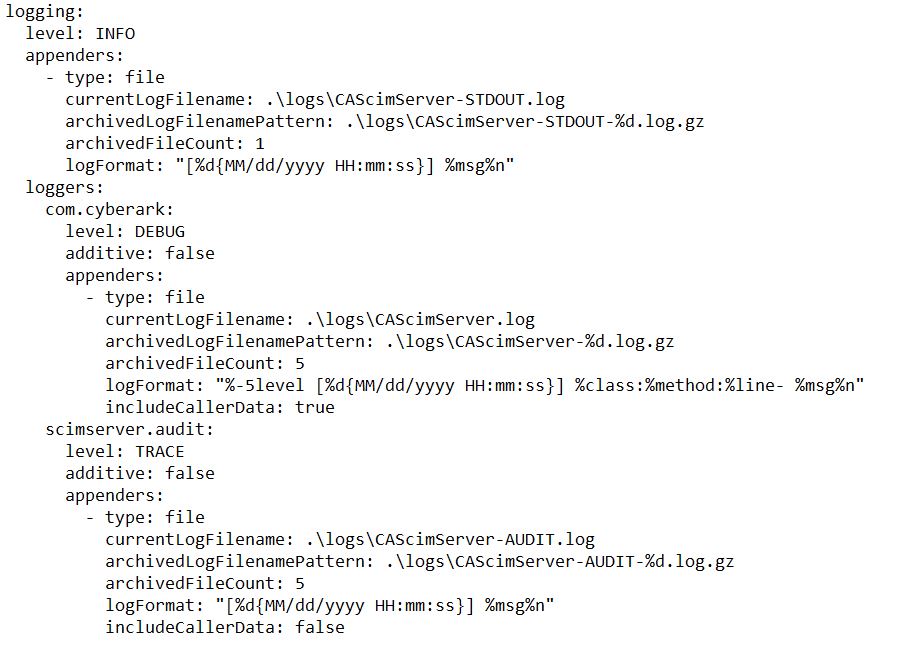 logging:
  level: INFO
  appenders:
    - type: file
      currentLogFilename: .\logs\CAScimServer-STDOUT.log
      archivedLogFilenamePattern: .\logs\CAScimServer-STDOUT-%d.log.gz
      archivedFileCount: 1
      logFormat: "[%d{MM/dd/yyyy HH:mm:ss}] %msg%n"
  loggers:
    com.cyberark:
      level: DEBUG
      additive: false
      appenders:
        - type: file
          currentLogFilename: .\logs\CAScimServer.log
          archivedLogFilenamePattern: .\logs\CAScimServer-%d.log.gz
          archivedFileCount: 5
          logFormat: "%-5level [%d{MM/dd/yyyy HH:mm:ss}] %class:%method:%line- %msg%n"
          includeCallerData: true
    scimserver.audit:
      level: TRACE
      additive: false
      appenders:
        - type: file
          currentLogFilename: .\logs\CAScimServer-AUDIT.log
          archivedLogFilenamePattern: .\logs\CAScimServer-AUDIT-%d.log.gz
          archivedFileCount: 5
          logFormat: "[%d{MM/dd/yyyy HH:mm:ss}] %msg%n"
          includeCallerData: false